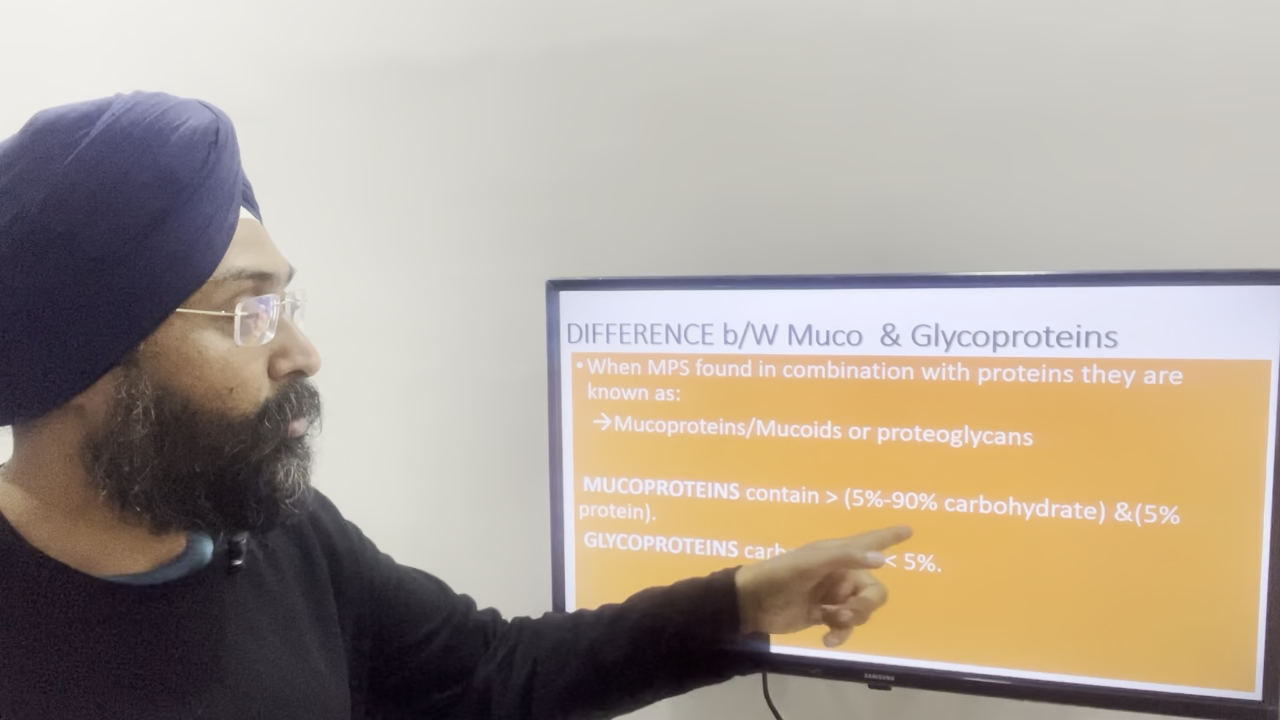 DIFFERENCE b/W Muco & Glycoproteins
• When MPS found in combination with proteins they are
known as:
→Mucoproteins/Mucoids or proteoglycans
MUCOPROTEINS contain > (5%-90% carbohydrate) &(5%
protein).
GLYCOPROTEINS < 5%.
SAMSUNG